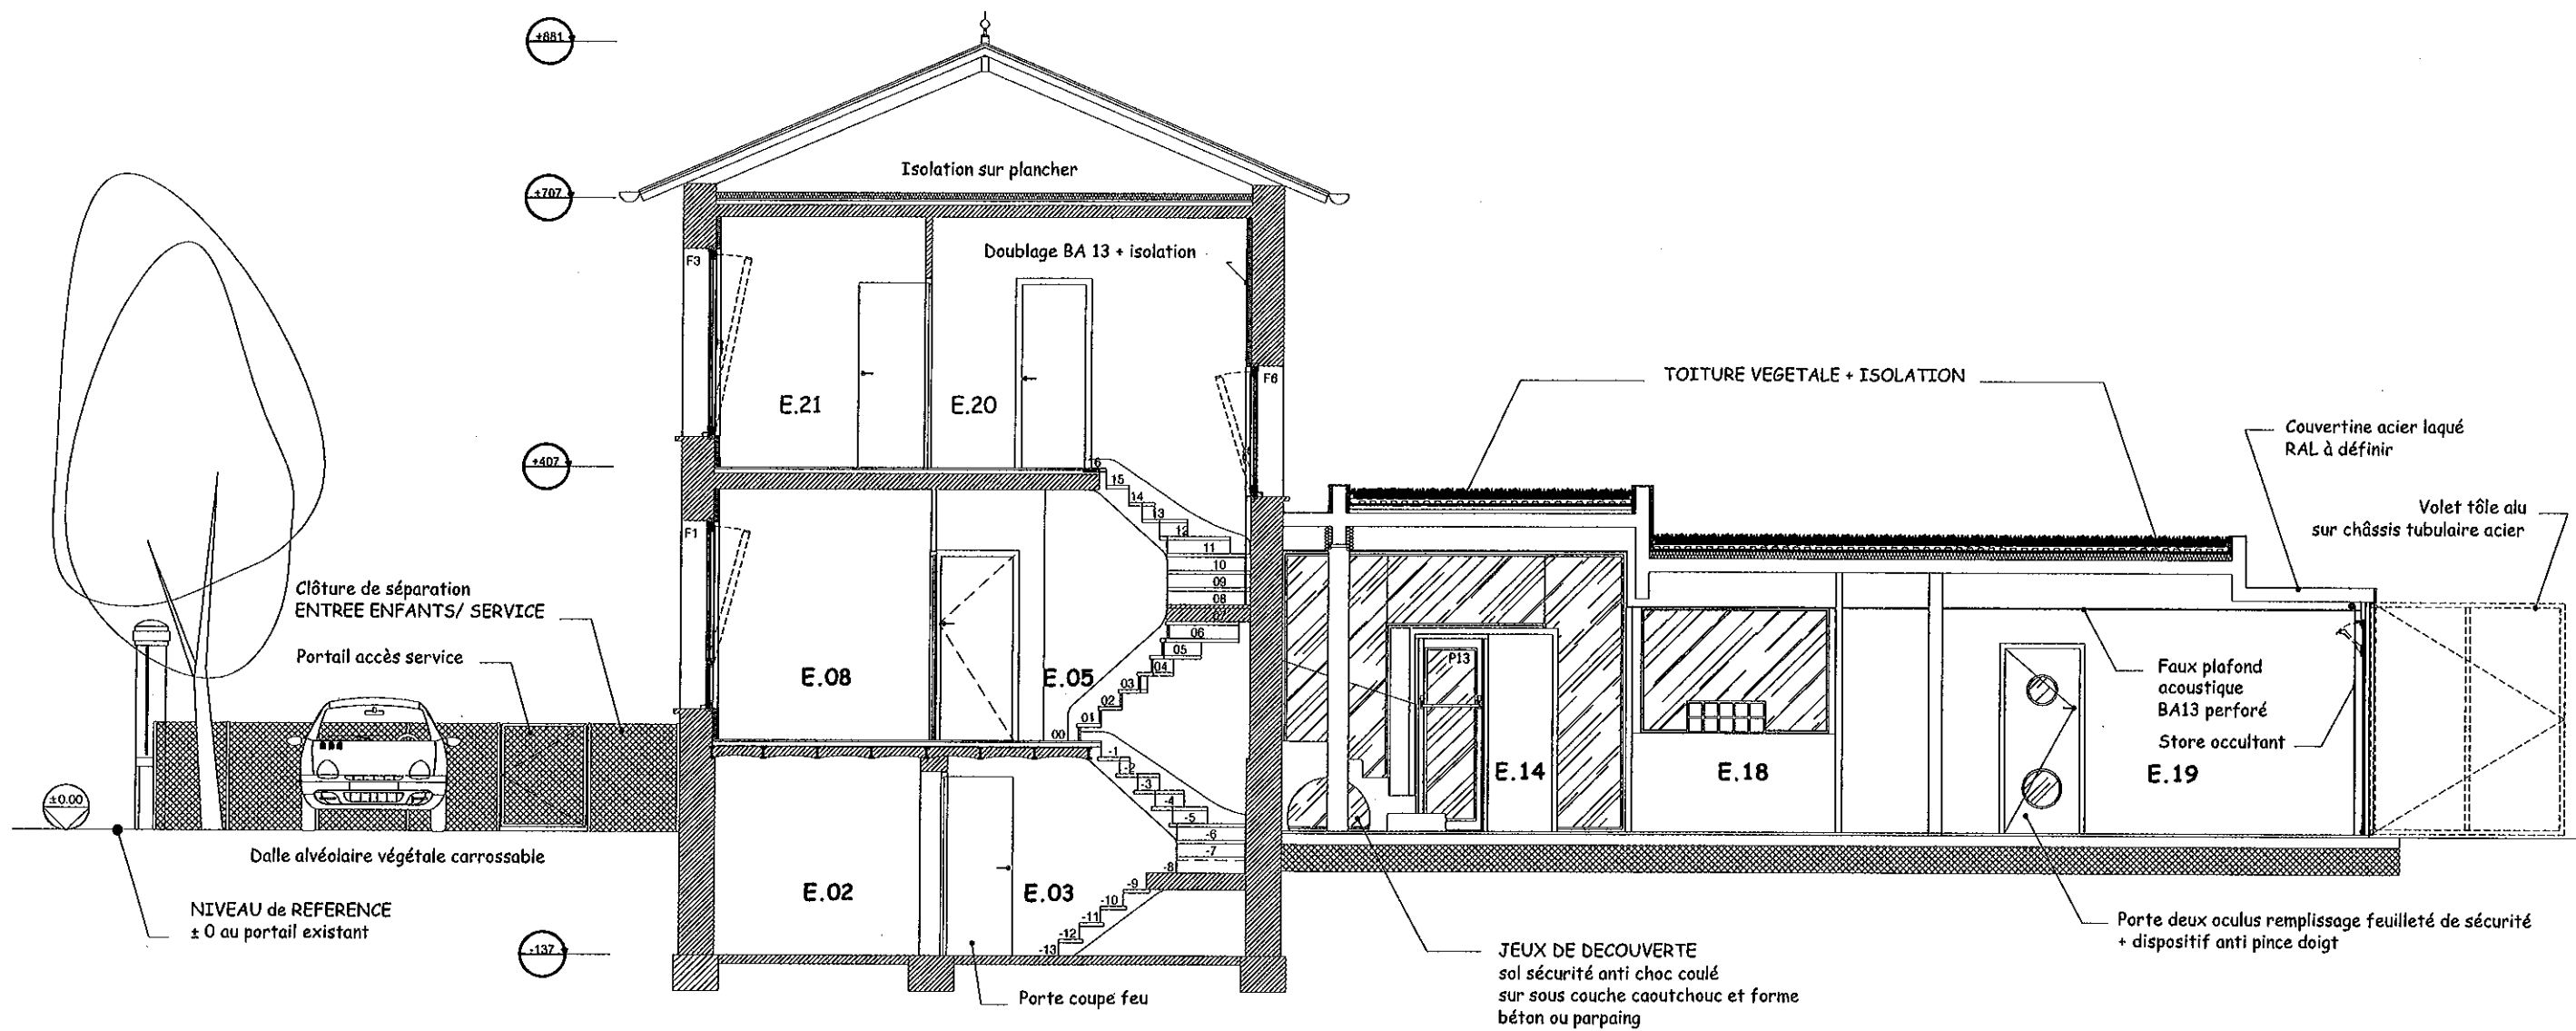 ±881
±707
Isolation sur plancher
F3
Doublage BA 13 + isolation
F6
E.21
E.20
TOITURE VEGETALE + ISOLATION
Couvertine acier laqué
RAL à définir
+407
16
15
14
13
12
11
10
09
08
07
06
05
04
03
02
01
00
Volet tôle alu
sur châssis tubulaire acier
F1
Clôture de séparation
ENTREE ENFANTS/ SERVICE
Portail accès service
E.08
E.05
P13
E.14
E.18
E.19
Faux plafond
acoustique
BA13 perforé
Store occultant
±0.00
-1
-2
-3
-4
-5
-6
-7
-8
-9
-10
-11
-12
-13
Dalle alvéolaire végétale carrossable
E.02
E.03
NIVEAU de REFERENCE
± 0 au portail existant
-137
Porte coupe feu
JEUX DE DECOUVERTE
sol sécurité anti choc coulé
sur sous couche caoutchouc et forme
béton ou parpaing
Porte deux oculus remplissage feuilleté de sécurité
+ dispositif anti pince doigt